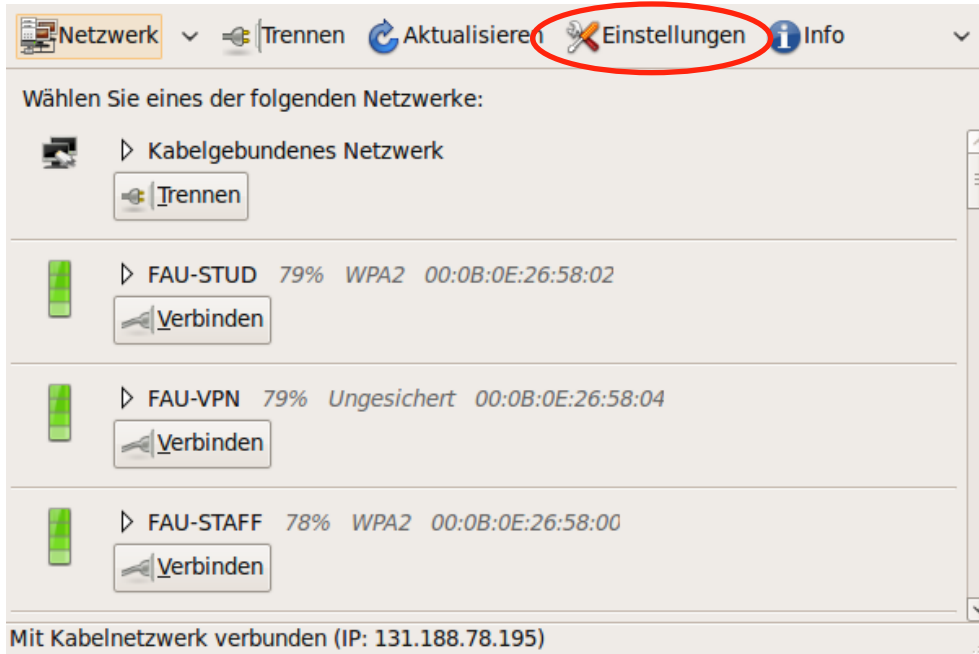 Netzwerk Trennen Aktualisieren Einstellungen Info
Wählen Sie eines der folgenden Netzwerke:
Kabelgebundenes Netzwerk
Trennen
FAU-STUD 79% WPA2 00:0B:0E:26:58:02
Verbinden
FAU-VPN 79% Ungesichert 00:0B:0E:26:58:04
Verbinden
FAU-STAFF 78% WPA2 00:0B:0E:26:58:00
Verbinden
Mit Kabelnetzwerk verbunden (IP: 131.188.78.195)